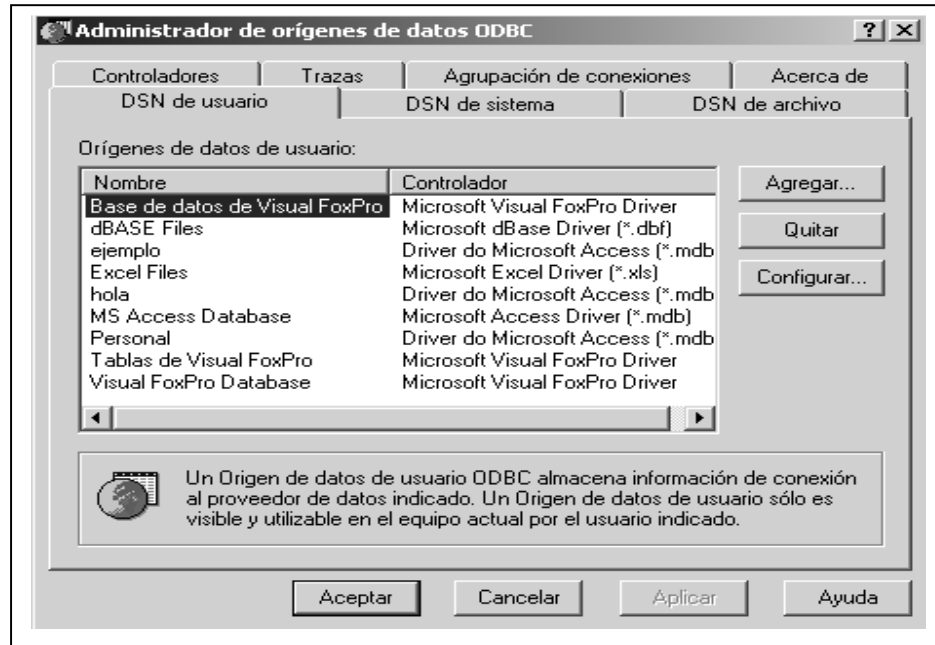 Administrador de orígenes de datos ODBC
Controladores Trazas Agrupación de conexiones Acerca de
DSN de usuario DSN de sistema DSN de archivo
Orígenes de datos de usuario:
Nombre Controlador
Base de datos de Visual FoxPro Microsoft Visual FoxPro Driver
dBASE Files Microsoft dBase Driver (*.dbf)
ejemplo Driver do Microsoft Access (*.mdb
Excel Files Microsoft Excel Driver (*.xls)
hola Driver do Microsoft Access (*.mdb
MS Access Database Microsoft Access Driver (*.mdb)
Personal Driver do Microsoft Access (*.mdb
Tablas de Visual FoxPro Microsoft Visual FoxPro Driver
Visual FoxPro Database Microsoft Visual FoxPro Driver
Agregar...
Quitar
Configurar...
Un Origen de datos de usuario ODBC almacena información de conexión
al proveedor de datos indicado. Un Origen de datos de usuario sólo es
visible y utilizable en el equipo actual por el usuario indicado.
Aceptar Cancelar Aplicar Ayuda